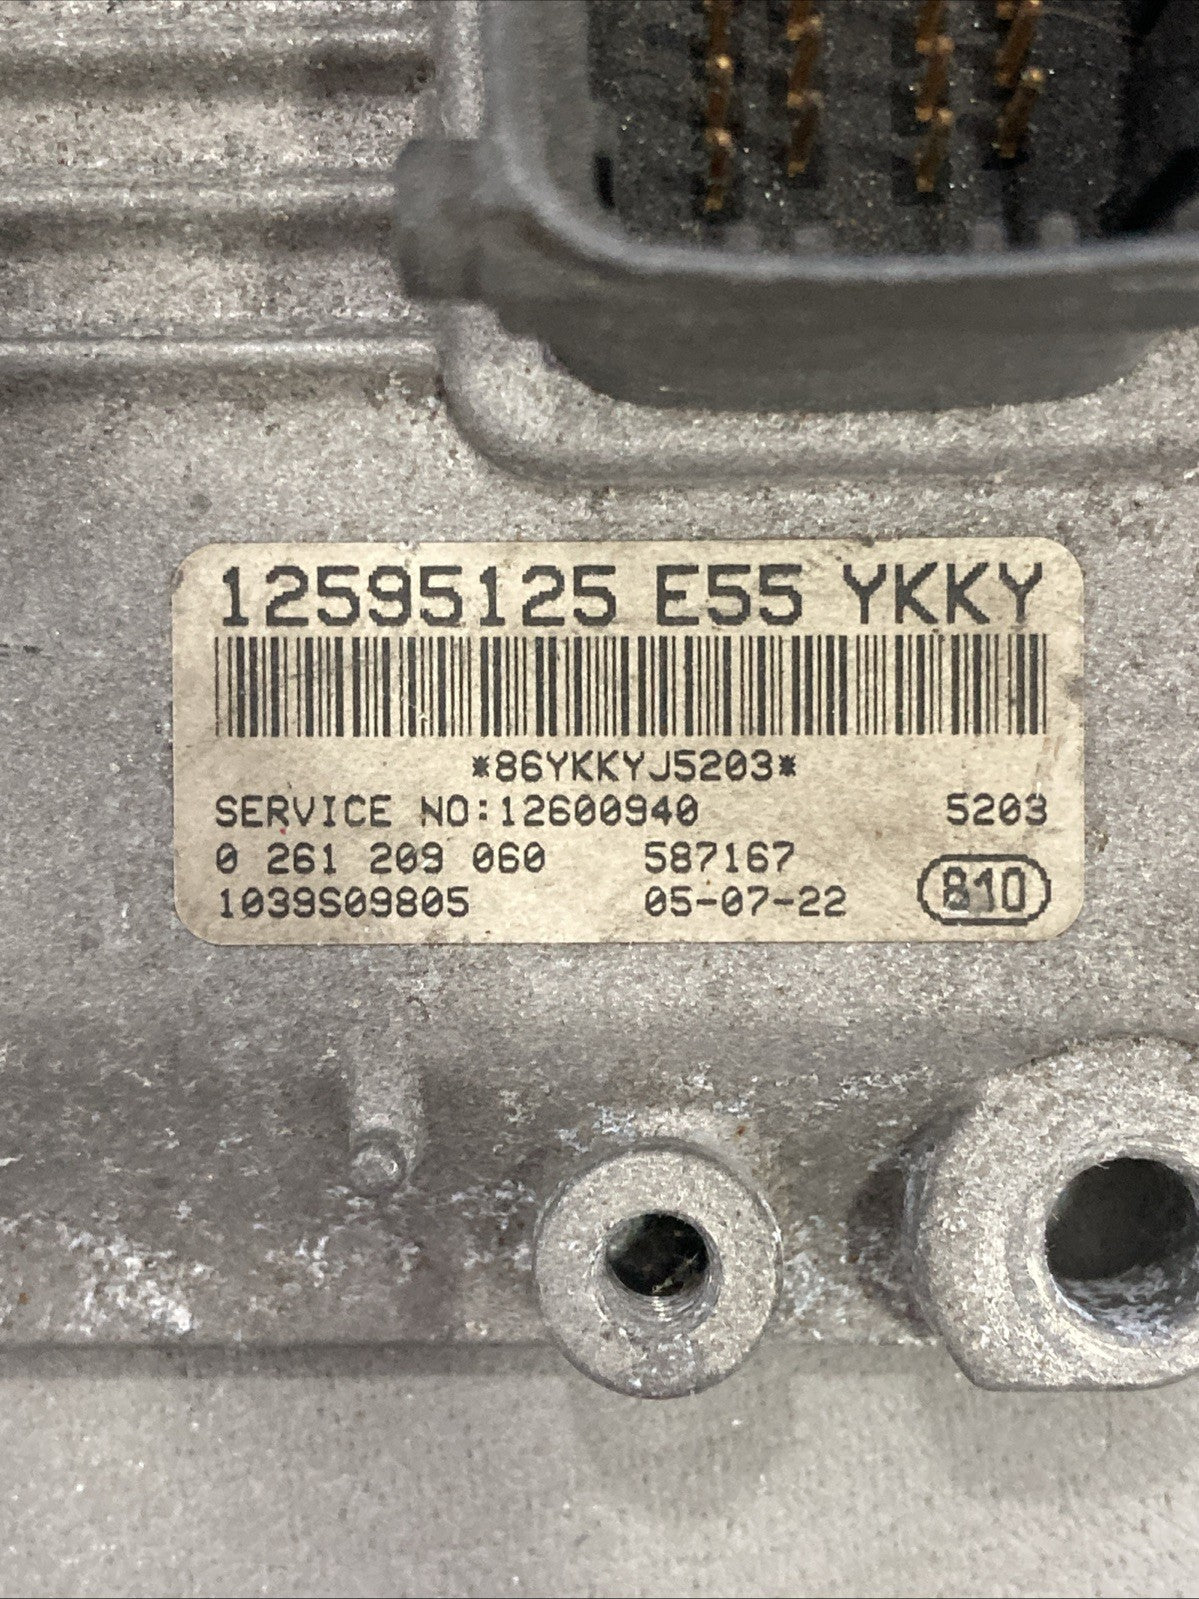 12595125 E55 YKKY
*86YKKYJ5203*
SERVICE NO:12600940 5203
0 261 209 060 587167
1039S09805 05-07-22 810